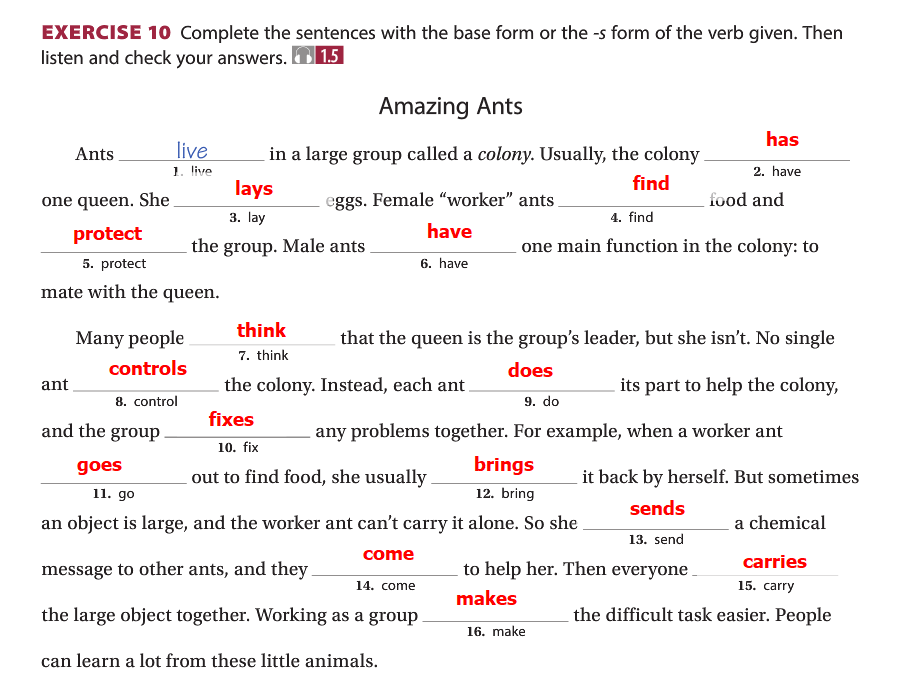 EXERCISE 10 Complete the sentences with the base form or the -s form of the verb given. Then
listen and check your answers. 1.5
Amazing Ants
Ants live in a large group called a colony. Usually, the colony has
1. live 2. have
one queen. She lays eggs. Female “worker” ants find food and
3. lay 4. find
protect the group. Male ants have one main function in the colony: to
5. protect 6. have
mate with the queen.
Many people think that the queen is the group’s leader, but she isn’t. No single
7. think
ant controls the colony. Instead, each ant does its part to help the colony,
8. control 9. do
and the group fixes any problems together. For example, when a worker ant
10. fix
goes out to find food, she usually brings it back by herself. But sometimes
11. go 12. bring
an object is large, and the worker ant can’t carry it alone. So she sends a chemical
13. send
message to other ants, and they come to help her. Then everyone carries
14. come 15. carry
the large object together. Working as a group makes the difficult task easier. People
16. make
can learn a lot from these little animals.